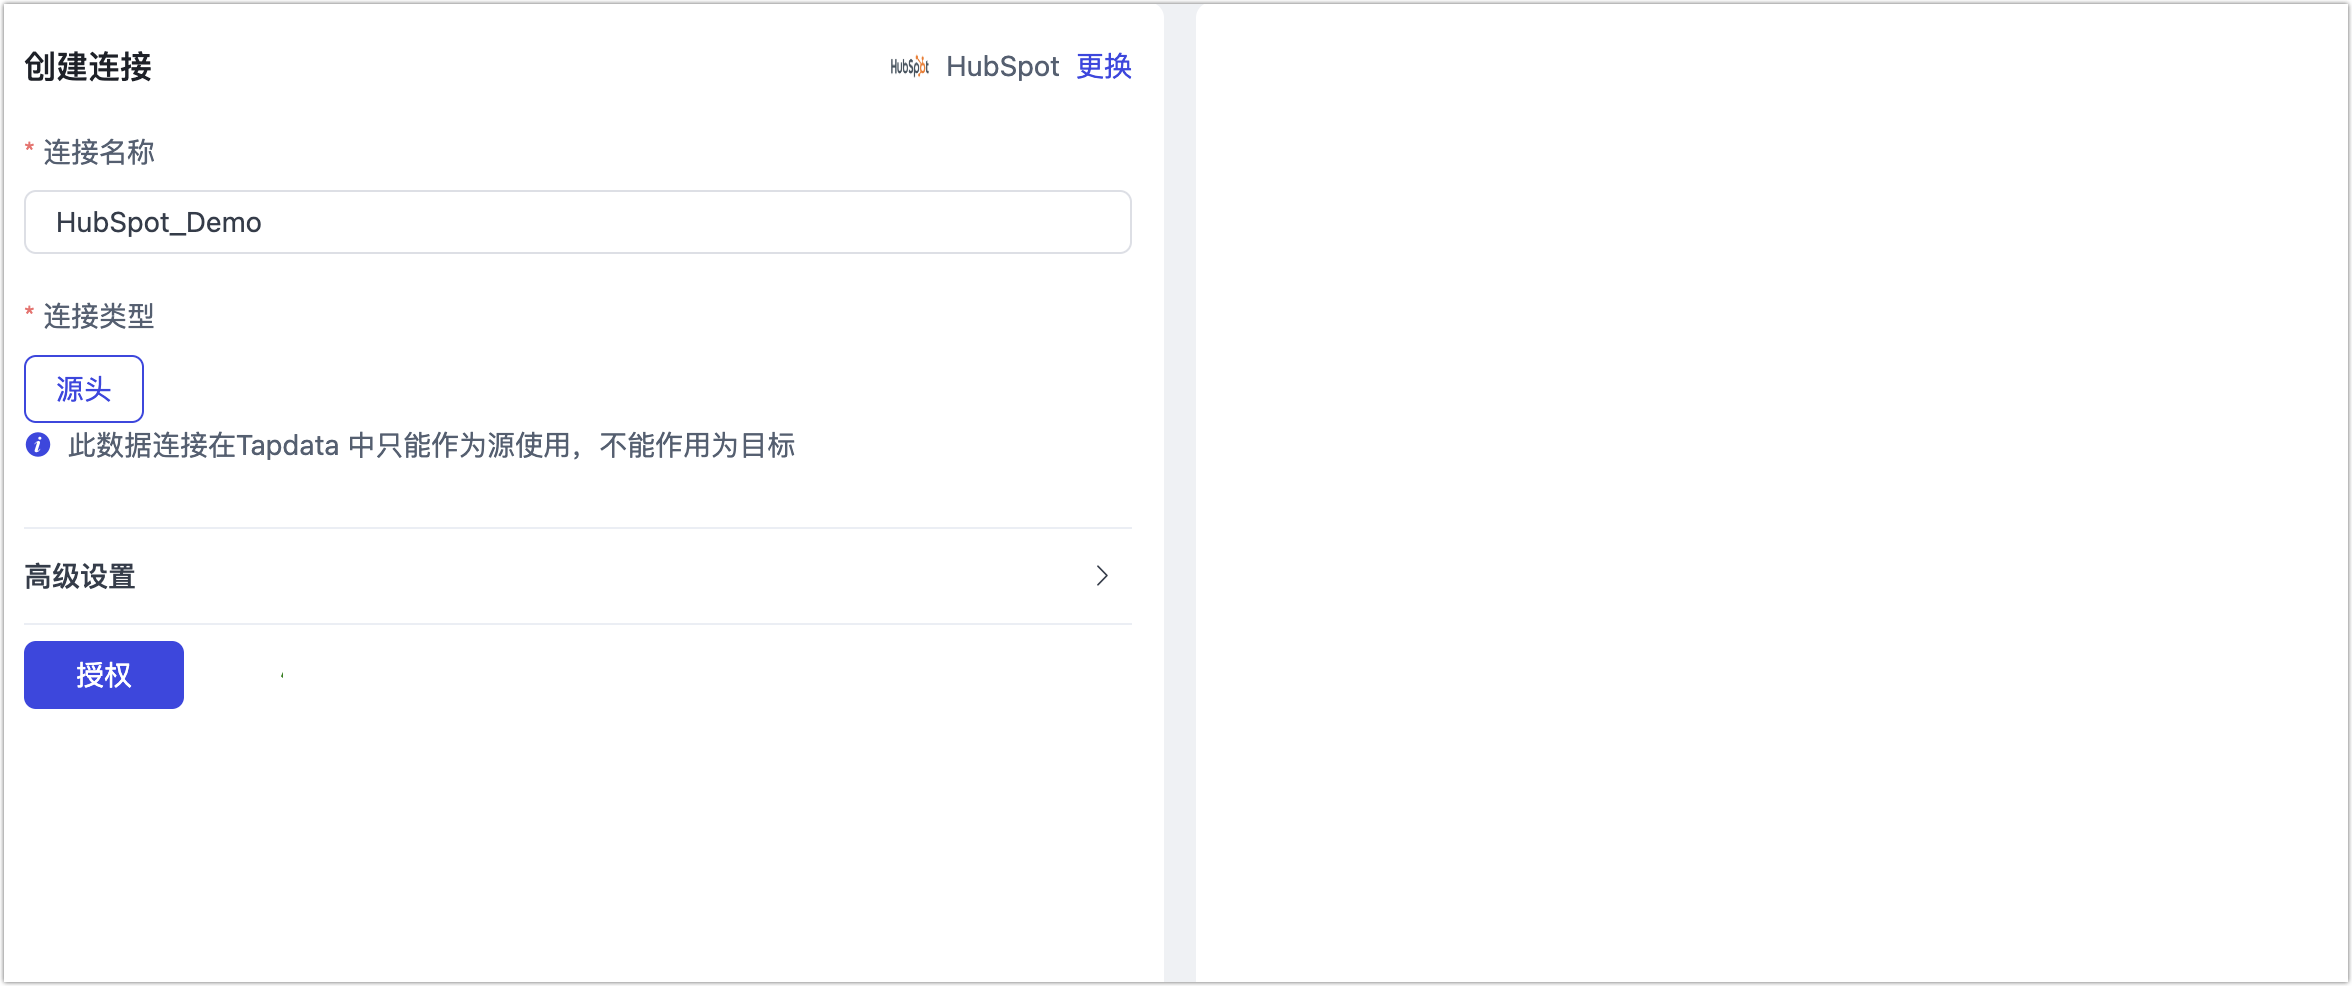 创建连接
HubSpot HubSpot 更换
* 连接名称
HubSpot_Demo
* 连接类型
源头
此数据连接在Tapdata 中只能作为源使用，不能作用为目标
高级设置
授权